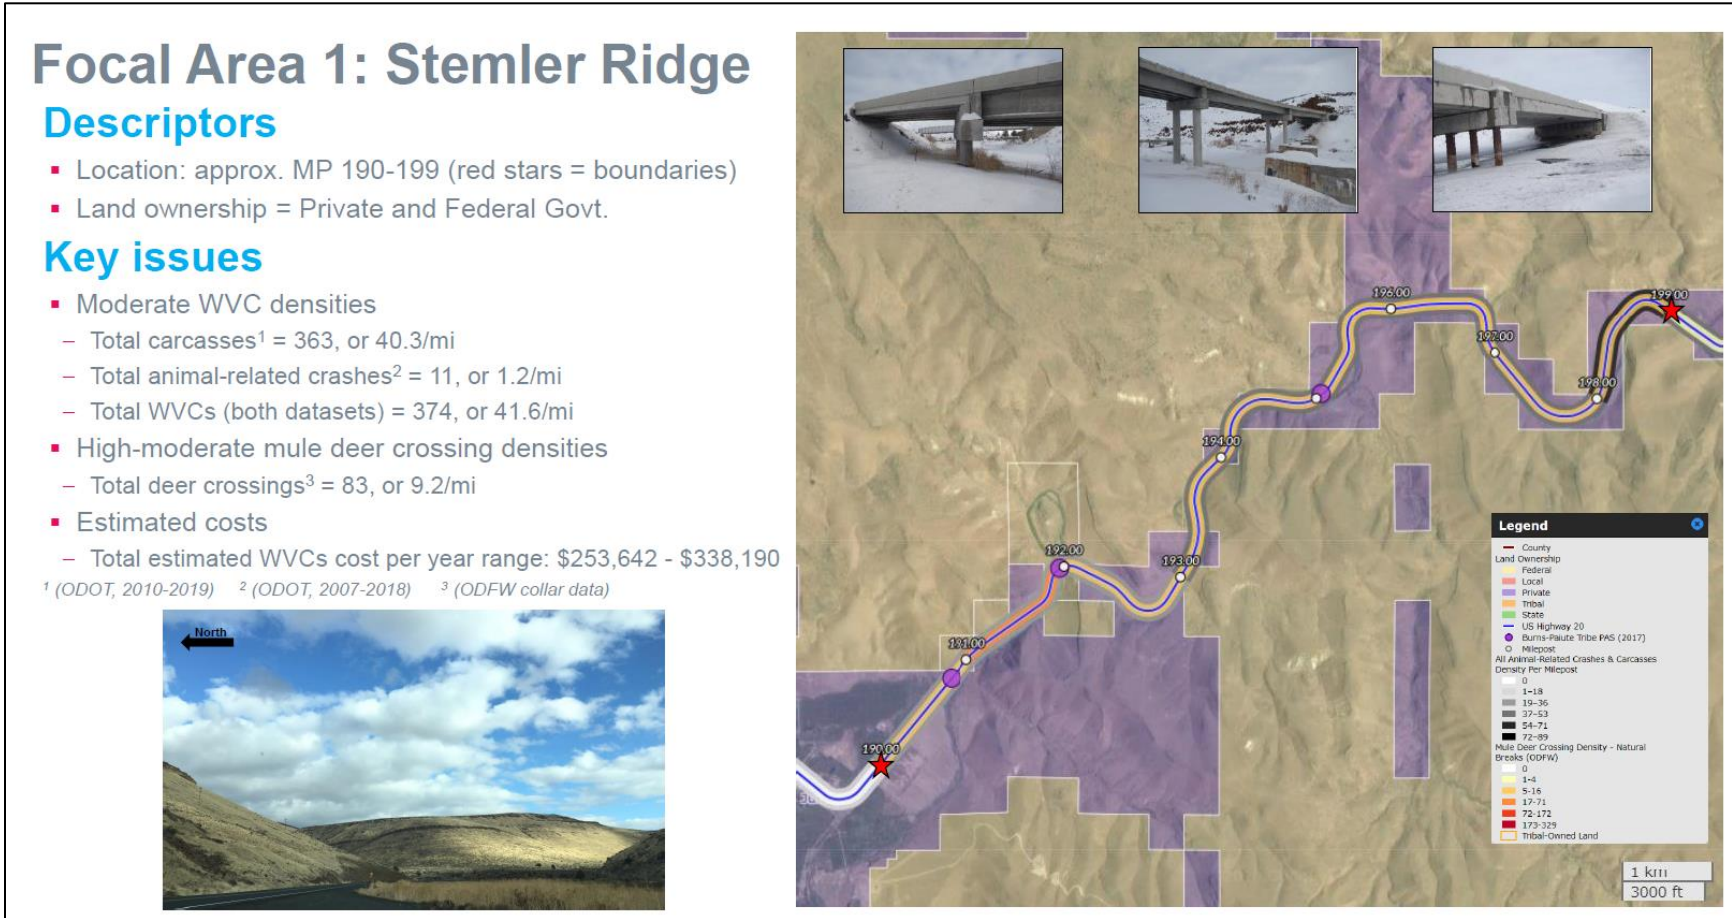 Focal Area 1: Stemler Ridge
Descriptors
▪ Location: approx. MP 190-199 (red stars = boundaries)
▪ Land ownership = Private and Federal Govt.
Key issues
▪ Moderate WVC densities
– Total carcasses¹ = 363, or 40.3/mi
– Total animal-related crashes² = 11, or 1.2/mi
– Total WVCs (both datasets) = 374, or 41.6/mi
▪ High-moderate mule deer crossing densities
– Total deer crossings³ = 83, or 9.2/mi
▪ Estimated costs
– Total estimated WVCs cost per year range: $253,642 - $338,190
¹ (ODOT, 2010-2019) ² (ODOT, 2007-2018) ³ (ODFW collar data)
North
196.00
199.00
197.00
198.00
194.00
192.00
193.00
191.00
190.00
Legend
County
Land Ownership
Federal
Local
Private
Tribal
State
US Highway 20
Burns-Paiute Tribe PAS (2017)
Milepost
All Animal-Related Crashes & Carcasses
Density Per Milepost
0
1-18
19-36
37-53
54-71
72-89
Mule Deer Crossing Density - Natural
Breaks (ODFW)
0
1-4
5-16
17-71
72-172
173-329
Tribal-Owned Land
1 km
3000 ft